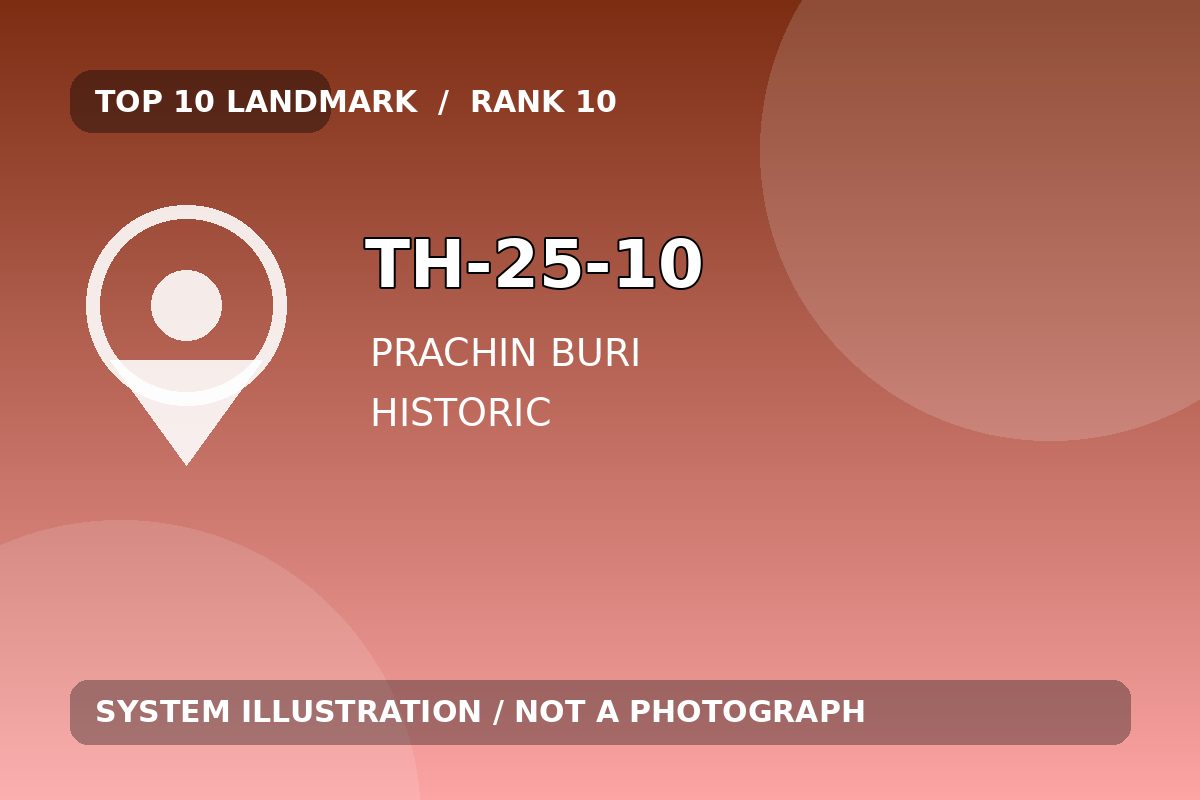 TOP 10 LANDMARK / RANK 10
TH-25-10
PRACHIN BURI
HISTORIC
SYSTEM ILLUSTRATION / NOT A PHOTOGRAPH